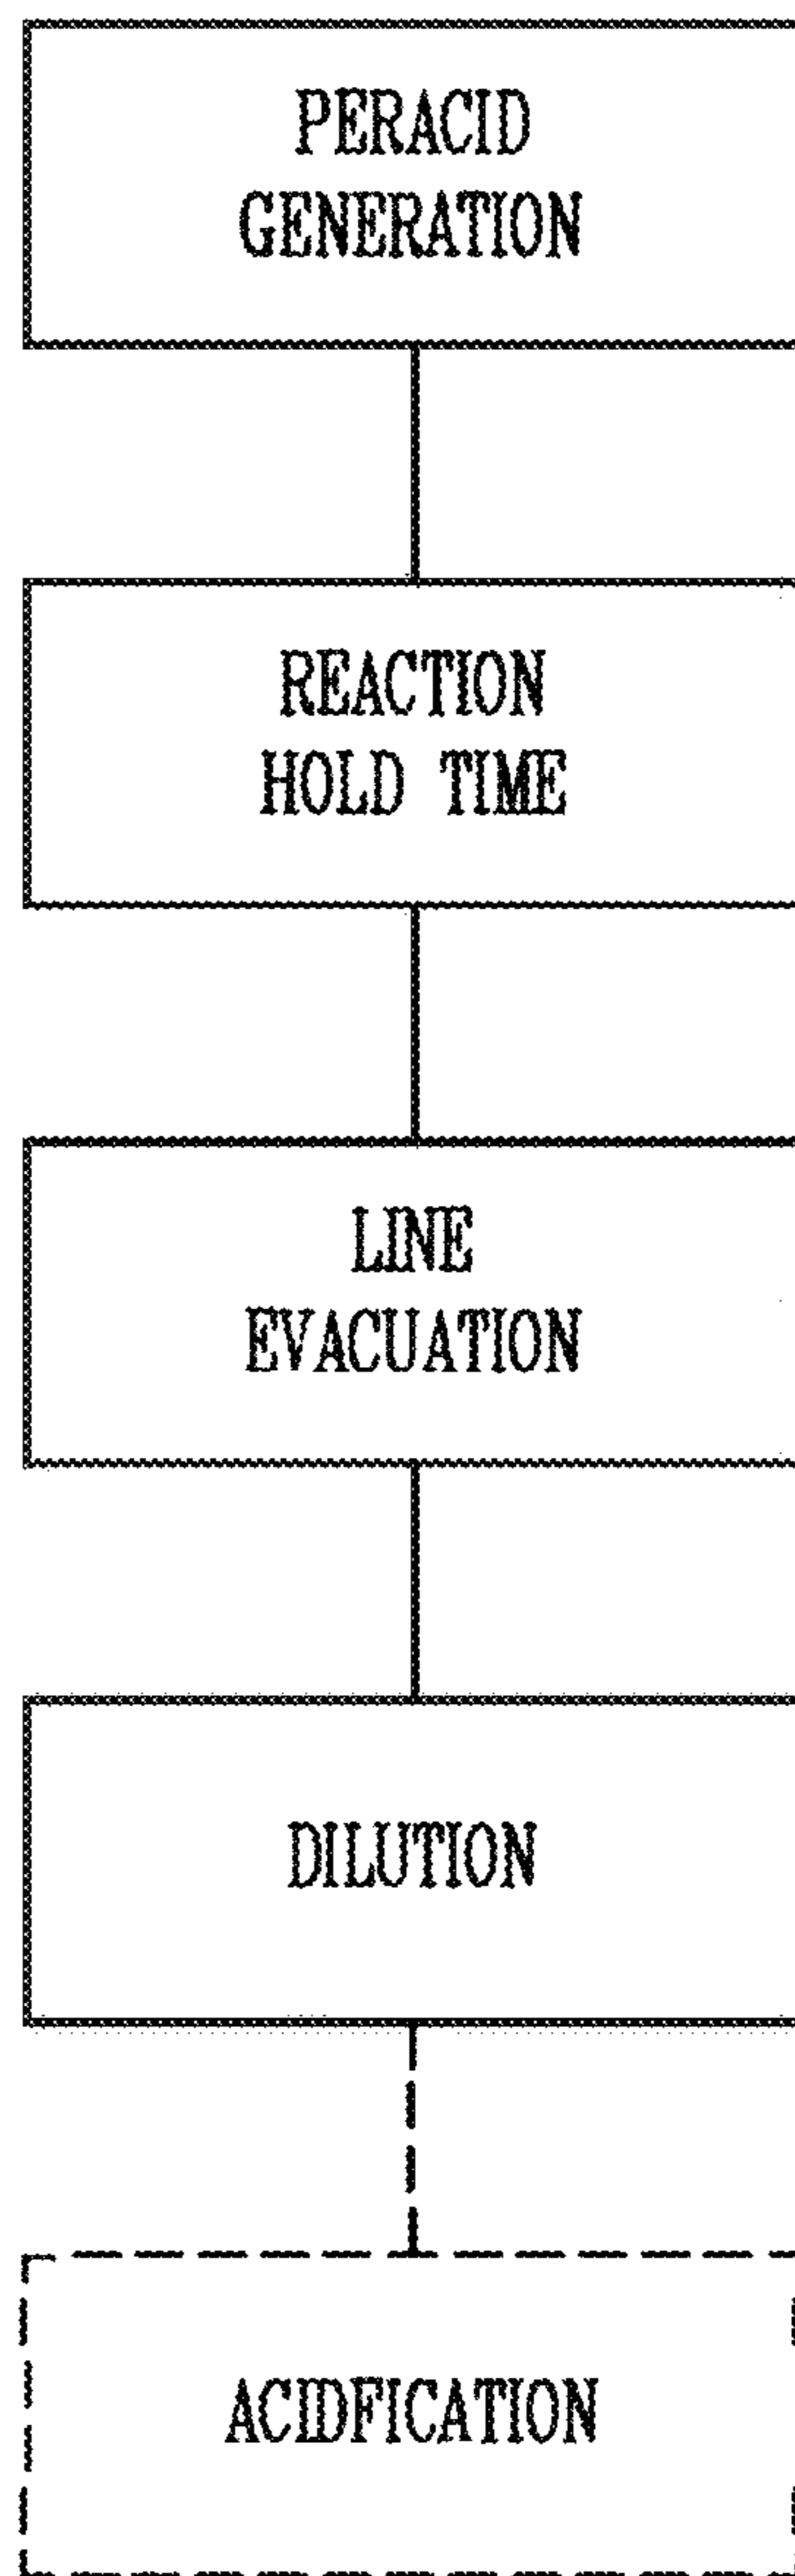 PERACID
GENERATION
REACTION
HOLD TIME
LINE
EVACUATION
DILUTION
ACIDFICATION